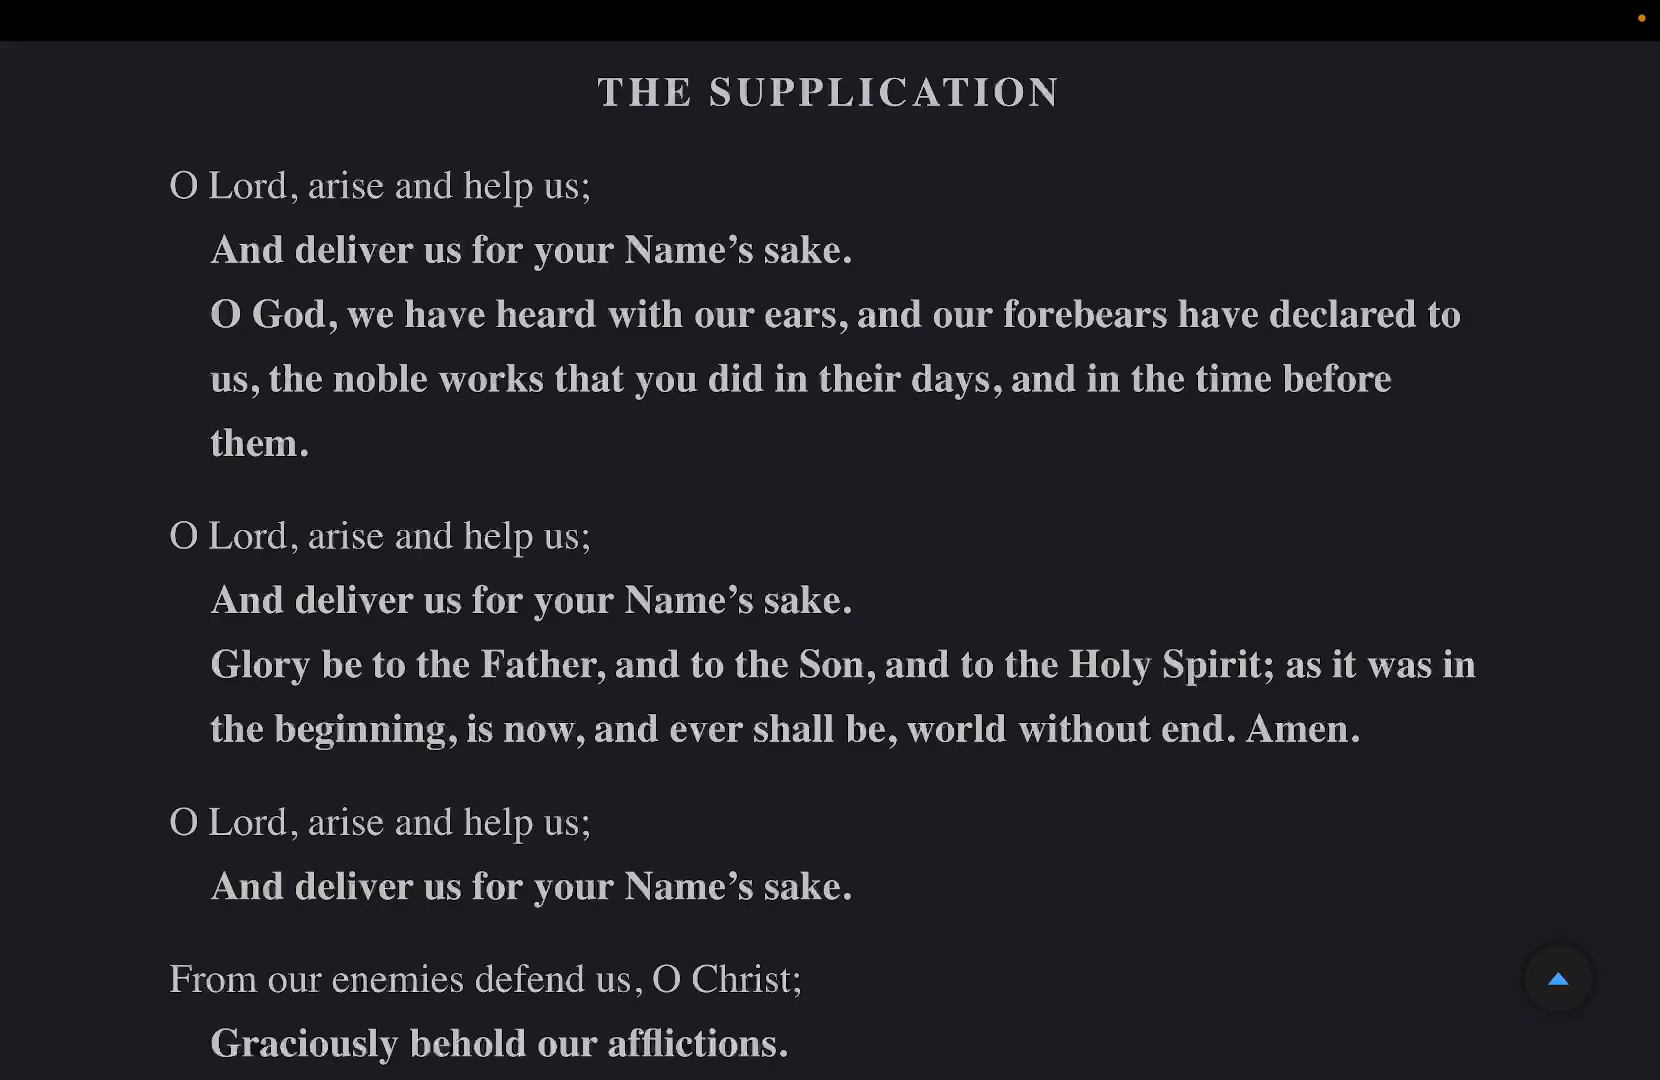 THE SUPPLICATION
O Lord, arise and help us;
And deliver us for your Name’s sake.
O God, we have heard with our ears, and our forebears have declared to
us, the noble works that you did in their days, and in the time before
them.
O Lord, arise and help us;
And deliver us for your Name’s sake.
Glory be to the Father, and to the Son, and to the Holy Spirit; as it was in
the beginning, is now, and ever shall be, world without end. Amen.
O Lord, arise and help us;
And deliver us for your Name’s sake.
From our enemies defend us, O Christ;
Graciously behold our afflictions.